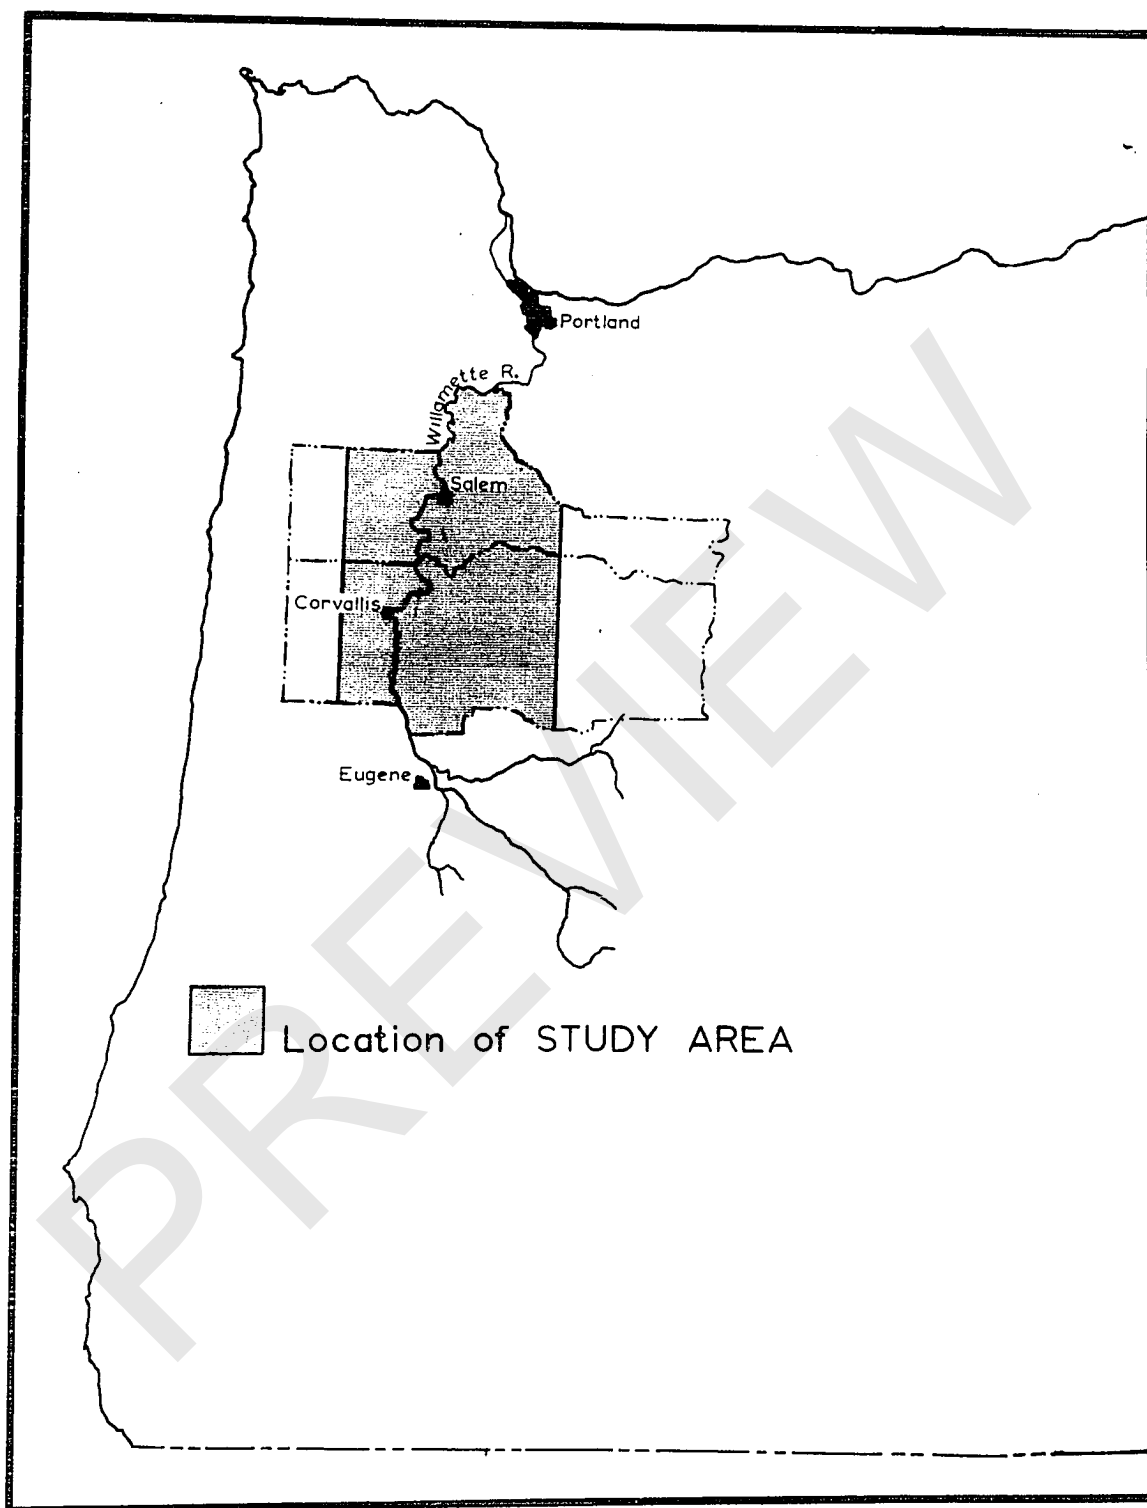 Portland
Willamette R.
Salem
Corvallis
Eugene
Location of STUDY AREA
PREVIEW